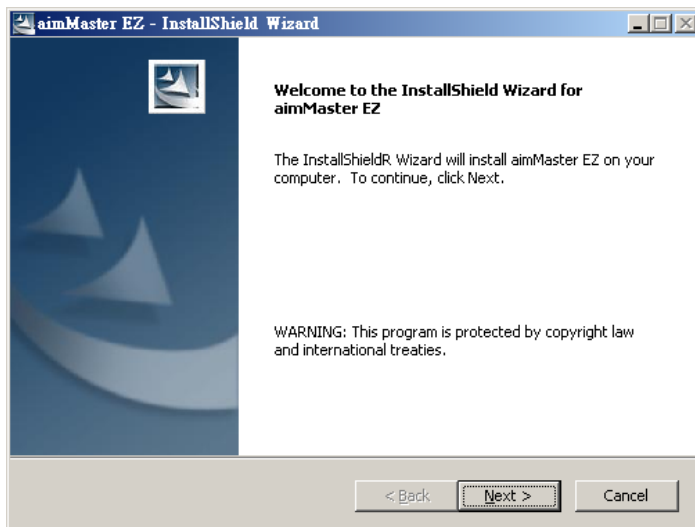 aimMaster EZ - InstallShield Wizard
Welcome to the InstallShield Wizard for
aimMaster EZ
The InstallShieldR Wizard will install aimMaster EZ on your
computer. To continue, click Next.
WARNING: This program is protected by copyright law
and international treaties.
< Back
Next >
Cancel